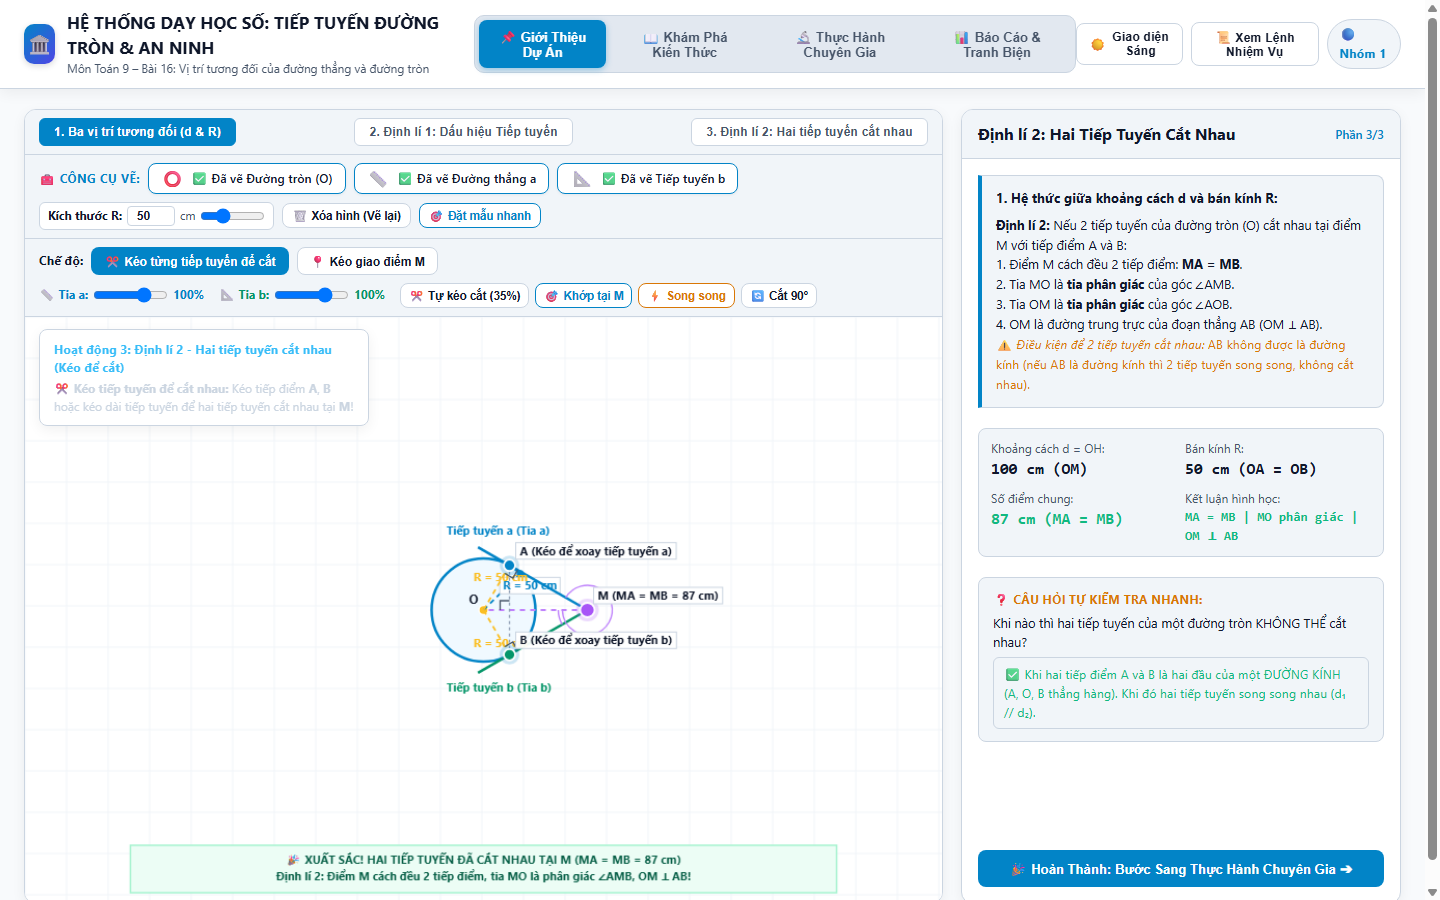 HỆ THỐNG DẠY HỌC SỐ: TIẾP TUYẾN ĐƯỜNG
TRÒN & AN NINH
Môn Toán 9 – Bài 16: Vị trí tương đối của đường thẳng và đường tròn
Giới Thiệu
Dự Án
Khám Phá
Kiến Thức
Thực Hành
Chuyên Gia
Báo Cáo &
Tranh Biện
Giao diện
Sáng
Xem Lệnh
Nhiệm Vụ
Nhóm 1
1. Ba vị trí tương đối (d & R)
2. Định lí 1: Dấu hiệu Tiếp tuyến
3. Định lí 2: Hai tiếp tuyến cắt nhau
CÔNG CỤ VẼ:
Đã vẽ Đường tròn (O)
Đã vẽ Đường thẳng a
Đã vẽ Tiếp tuyến b
Kích thước R: 50 cm
Xóa hình (Vẽ lại)
Đặt mẫu nhanh
Chế độ:
Kéo từng tiếp tuyến để cắt
Kéo giao điểm M
Tia a: 100%
Tia b: 100%
Tự kéo cắt (35%)
Khớp tại M
Song song
Cắt 90°
Hoạt động 3: Định lí 2 - Hai tiếp tuyến cắt nhau
(Kéo để cắt)
Kéo tiếp tuyến để cắt nhau: Kéo tiếp điểm A, B
hoặc kéo dài tiếp tuyến để hai tiếp tuyến cắt nhau tại M!
Tiếp tuyến a (Tia a)
A (Kéo để xoay tiếp tuyến a)
R = 50
R = 50 cm
O
M (MA = MB = 87 cm)
R = 50
B (Kéo để xoay tiếp tuyến b)
Tiếp tuyến b (Tia b)
XUẤT SẮC! HAI TIẾP TUYẾN ĐÃ CẮT NHAU TẠI M (MA = MB = 87 cm)
Định lí 2: Điểm M cách đều 2 tiếp điểm, tia MO là phân giác ∠AMB, OM ⊥ AB!
Định lí 2: Hai Tiếp Tuyến Cắt Nhau
Phần 3/3
1. Hệ thức giữa khoảng cách d và bán kính R:
Định lí 2: Nếu 2 tiếp tuyến của đường tròn (O) cắt nhau tại điểm
M với tiếp điểm A và B:
1. Điểm M cách đều 2 tiếp điểm: MA = MB.
2. Tia MO là tia phân giác của góc ∠AMB.
3. Tia OM là tia phân giác của góc ∠AOB.
4. OM là đường trung trực của đoạn thẳng AB (OM ⊥ AB).
Điều kiện để 2 tiếp tuyến cắt nhau: AB không được là đường
kính (nếu AB là đường kính thì 2 tiếp tuyến song song, không cắt
nhau).
Khoảng cách d = OH:
100 cm (OM)
Bán kính R:
50 cm (OA = OB)
Số điểm chung:
87 cm (MA = MB)
Kết luận hình học:
MA = MB | MO phân giác |
OM ⊥ AB
CÂU HỎI TỰ KIỂM TRA NHANH:
Khi nào thì hai tiếp tuyến của một đường tròn KHÔNG THỂ cắt
nhau?
Khi hai tiếp điểm A và B là hai đầu của một ĐƯỜNG KÍNH
(A, O, B thẳng hàng). Khi đó hai tiếp tuyến song song nhau (d₁
// d₂).
Hoàn Thành: Bước Sang Thực Hành Chuyên Gia ➔